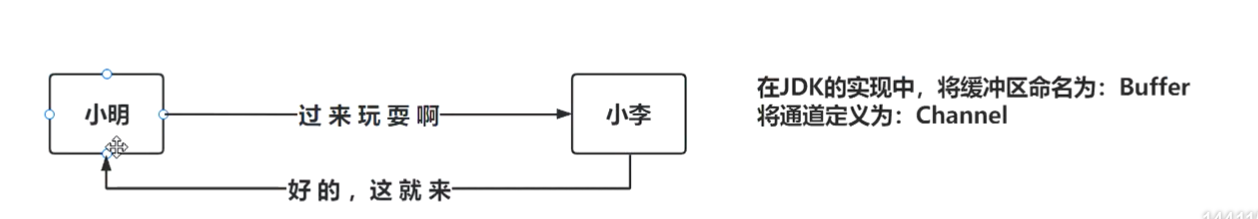 小明
过来玩耍啊
小李
好的，这就来
在JDK的实现中，将缓冲区命名为：Buffer
将通道定义为：Channel